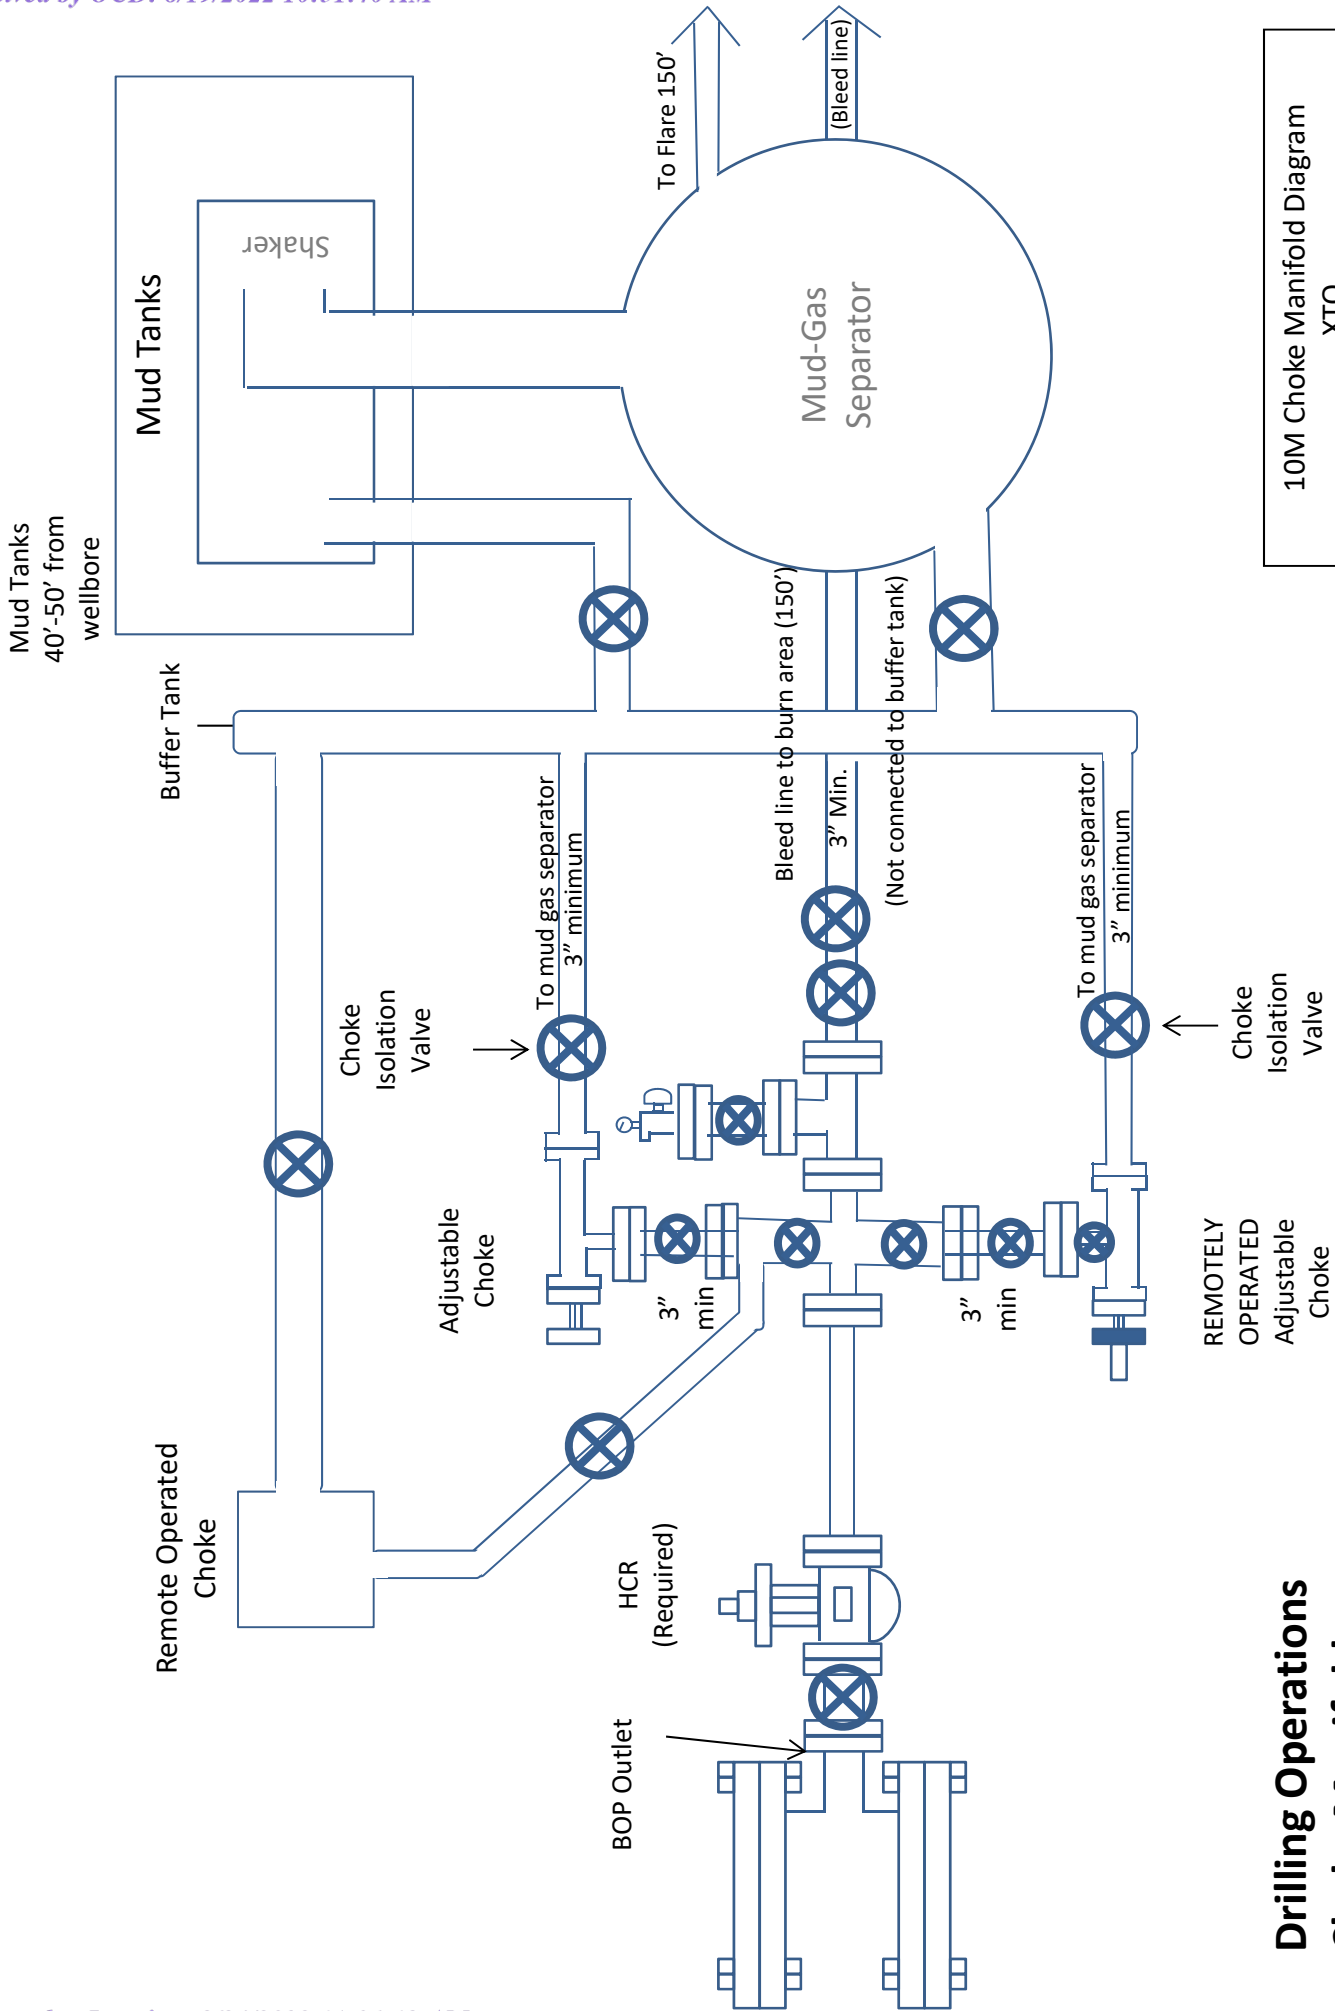 Mud Tanks
40’-50’ from
wellbore
Mud Tanks
Shaker
To Flare 150’
(Bleed line)
Mud-Gas
Separator
10M Choke Manifold Diagram
XTO
Buffer Tank
Bleed line to burn area (150’)
3” Min.
(Not connected to buffer tank)
To mud gas separator
3” minimum
To mud gas separator
3” minimum
Choke
Isolation
Valve
Choke
Isolation
Valve
Adjustable
Choke
3”
min
3”
min
REMOTELY
OPERATED
Adjustable
Choke
Remote Operated
Choke
HCR
(Required)
BOP Outlet
Drilling Operations